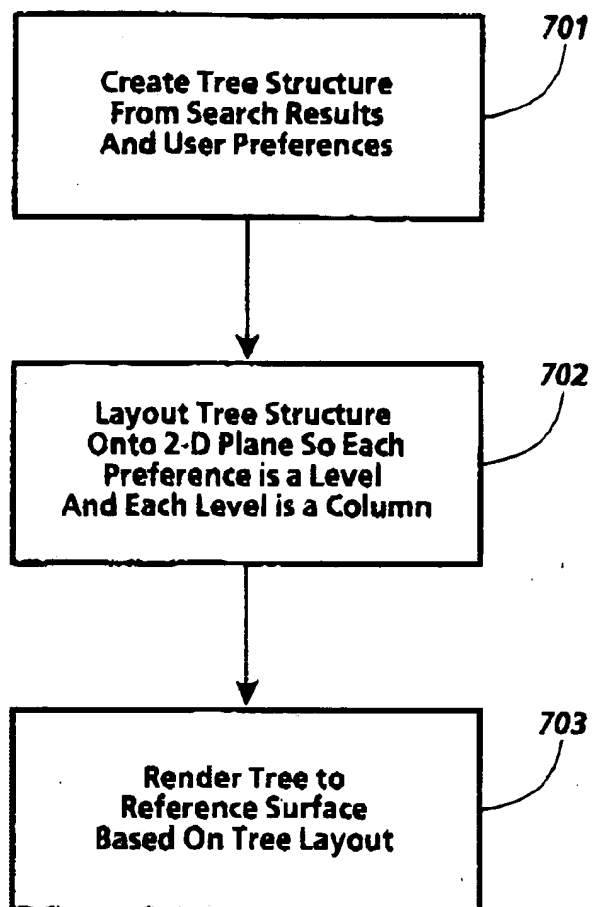 701
Create Tree Structure
From Search Results
And User Preferences
702
Layout Tree Structure
Onto 2-D Plane So Each
Preference is a Level
And Each Level is a Column
703
Render Tree to
Reference Surface
Based On Tree Layout